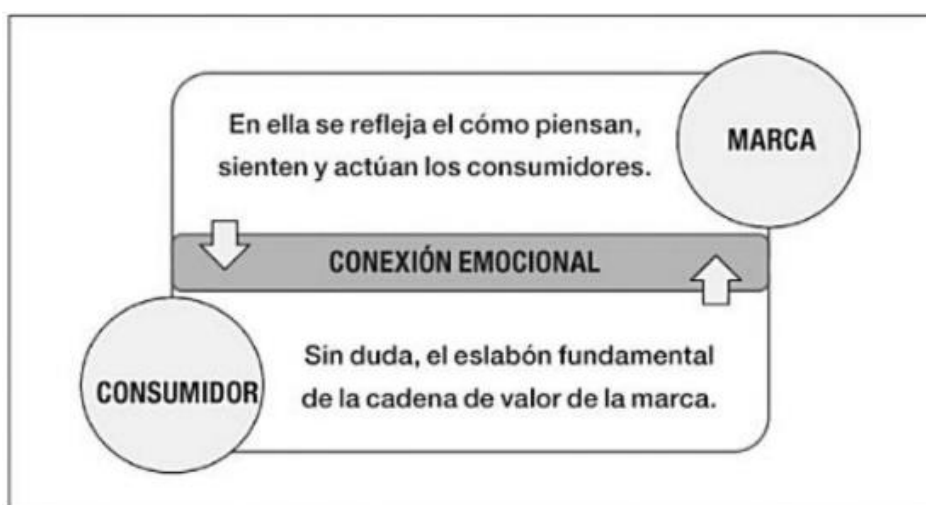 En ella se refleja el cómo piensan,
sienten y actúan los consumidores.
MARCA
CONEXIÓN EMOCIONAL
CONSUMIDOR
Sin duda, el eslabón fundamental
de la cadena de valor de la marca.